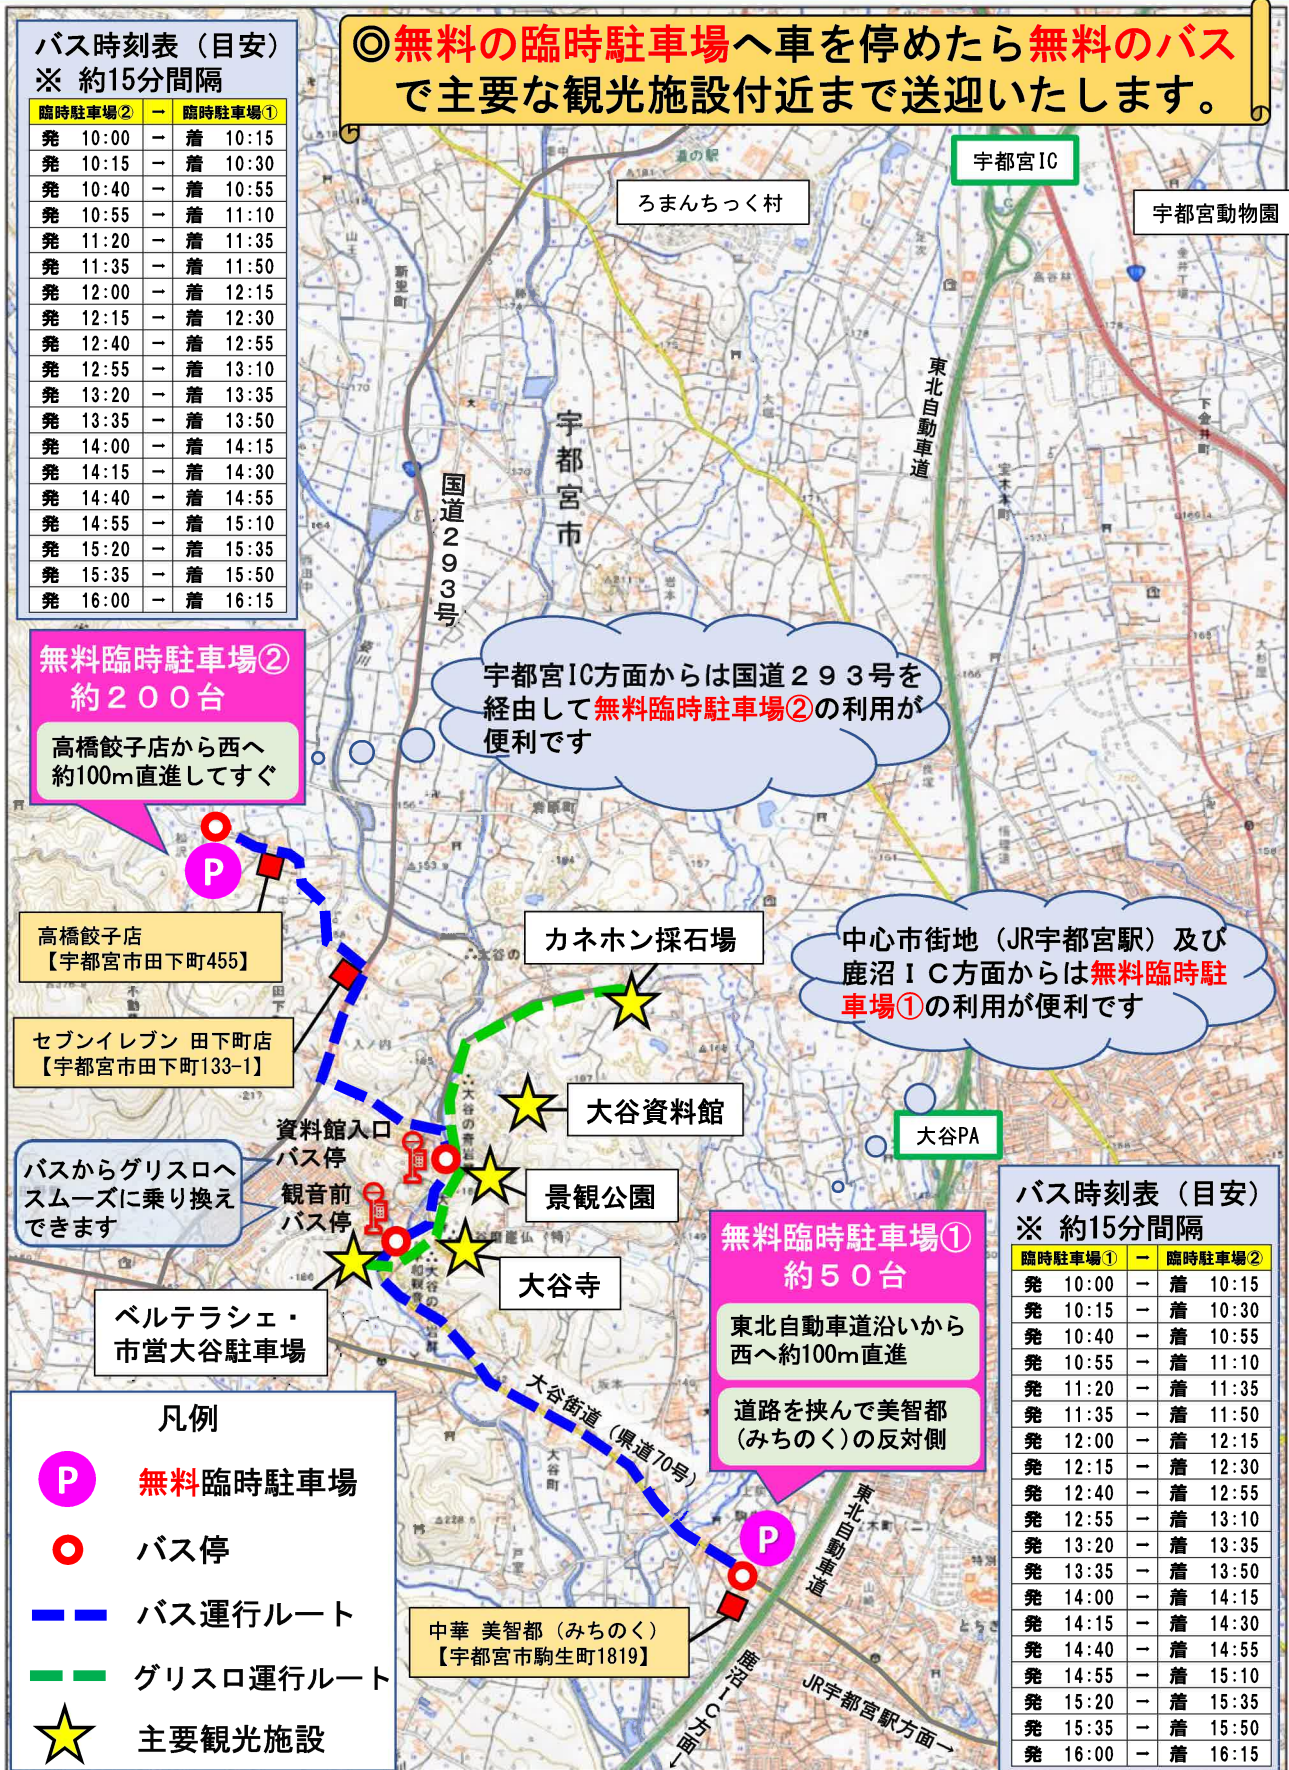 ◎無料の臨時駐車場へ車を停めたら無料のバス
で主要な観光施設付近まで送迎いたします。
バス時刻表（目安）
※ 約15分間隔
臨時駐車場② → 臨時駐車場①
発 10:00 → 着 10:15
発 10:15 → 着 10:30
発 10:40 → 着 10:55
発 10:55 → 着 11:10
発 11:20 → 着 11:35
発 11:35 → 着 11:50
発 12:00 → 着 12:15
発 12:15 → 着 12:30
発 12:40 → 着 12:55
発 12:55 → 着 13:10
発 13:20 → 着 13:35
発 13:35 → 着 13:50
発 14:00 → 着 14:15
発 14:15 → 着 14:30
発 14:40 → 着 14:55
発 14:55 → 着 15:10
発 15:20 → 着 15:35
発 15:35 → 着 15:50
発 16:00 → 着 16:15
宇都宮IC
ろまんちっく村
宇都宮動物園
東北自動車道
宇都宮市
国道２９３号
無料臨時駐車場②
約２００台
高橋餃子店から西へ
約100m直進してすぐ
宇都宮IC方面からは国道２９３号を
経由して無料臨時駐車場②の利用が
便利です
P
高橋餃子店
【宇都宮市田下町455】
セブンイレブン 田下町店
【宇都宮市田下町133-1】
カネホン採石場
中心市街地（JR宇都宮駅）及び
鹿沼ＩＣ方面からは無料臨時駐
車場①の利用が便利です
大谷資料館
大谷PA
資料館入口
バス停
バスからグリスロへ
スムーズに乗り換え
できます
観音前
バス停
景観公園
大谷寺
ベルテラシェ・
市営大谷駐車場
無料臨時駐車場①
約５０台
東北自動車道沿いから
西へ約100m直進
道路を挟んで美智都
（みちのく）の反対側
大谷街道（県道70号）
P
東北自動車道
中華 美智都（みちのく）
【宇都宮市駒生町1819】
鹿沼ＩＣ方面→
JR宇都宮駅方面→
凡例
P 無料臨時駐車場
バス停
バス運行ルート
グリスロ運行ルート
主要観光施設
バス時刻表（目安）
※ 約15分間隔
臨時駐車場① → 臨時駐車場②
発 10:00 → 着 10:15
発 10:15 → 着 10:30
発 10:40 → 着 10:55
発 10:55 → 着 11:10
発 11:20 → 着 11:35
発 11:35 → 着 11:50
発 12:00 → 着 12:15
発 12:15 → 着 12:30
発 12:40 → 着 12:55
発 12:55 → 着 13:10
発 13:20 → 着 13:35
発 13:35 → 着 13:50
発 14:00 → 着 14:15
発 14:15 → 着 14:30
発 14:40 → 着 14:55
発 14:55 → 着 15:10
発 15:20 → 着 15:35
発 15:35 → 着 15:50
発 16:00 → 着 16:15